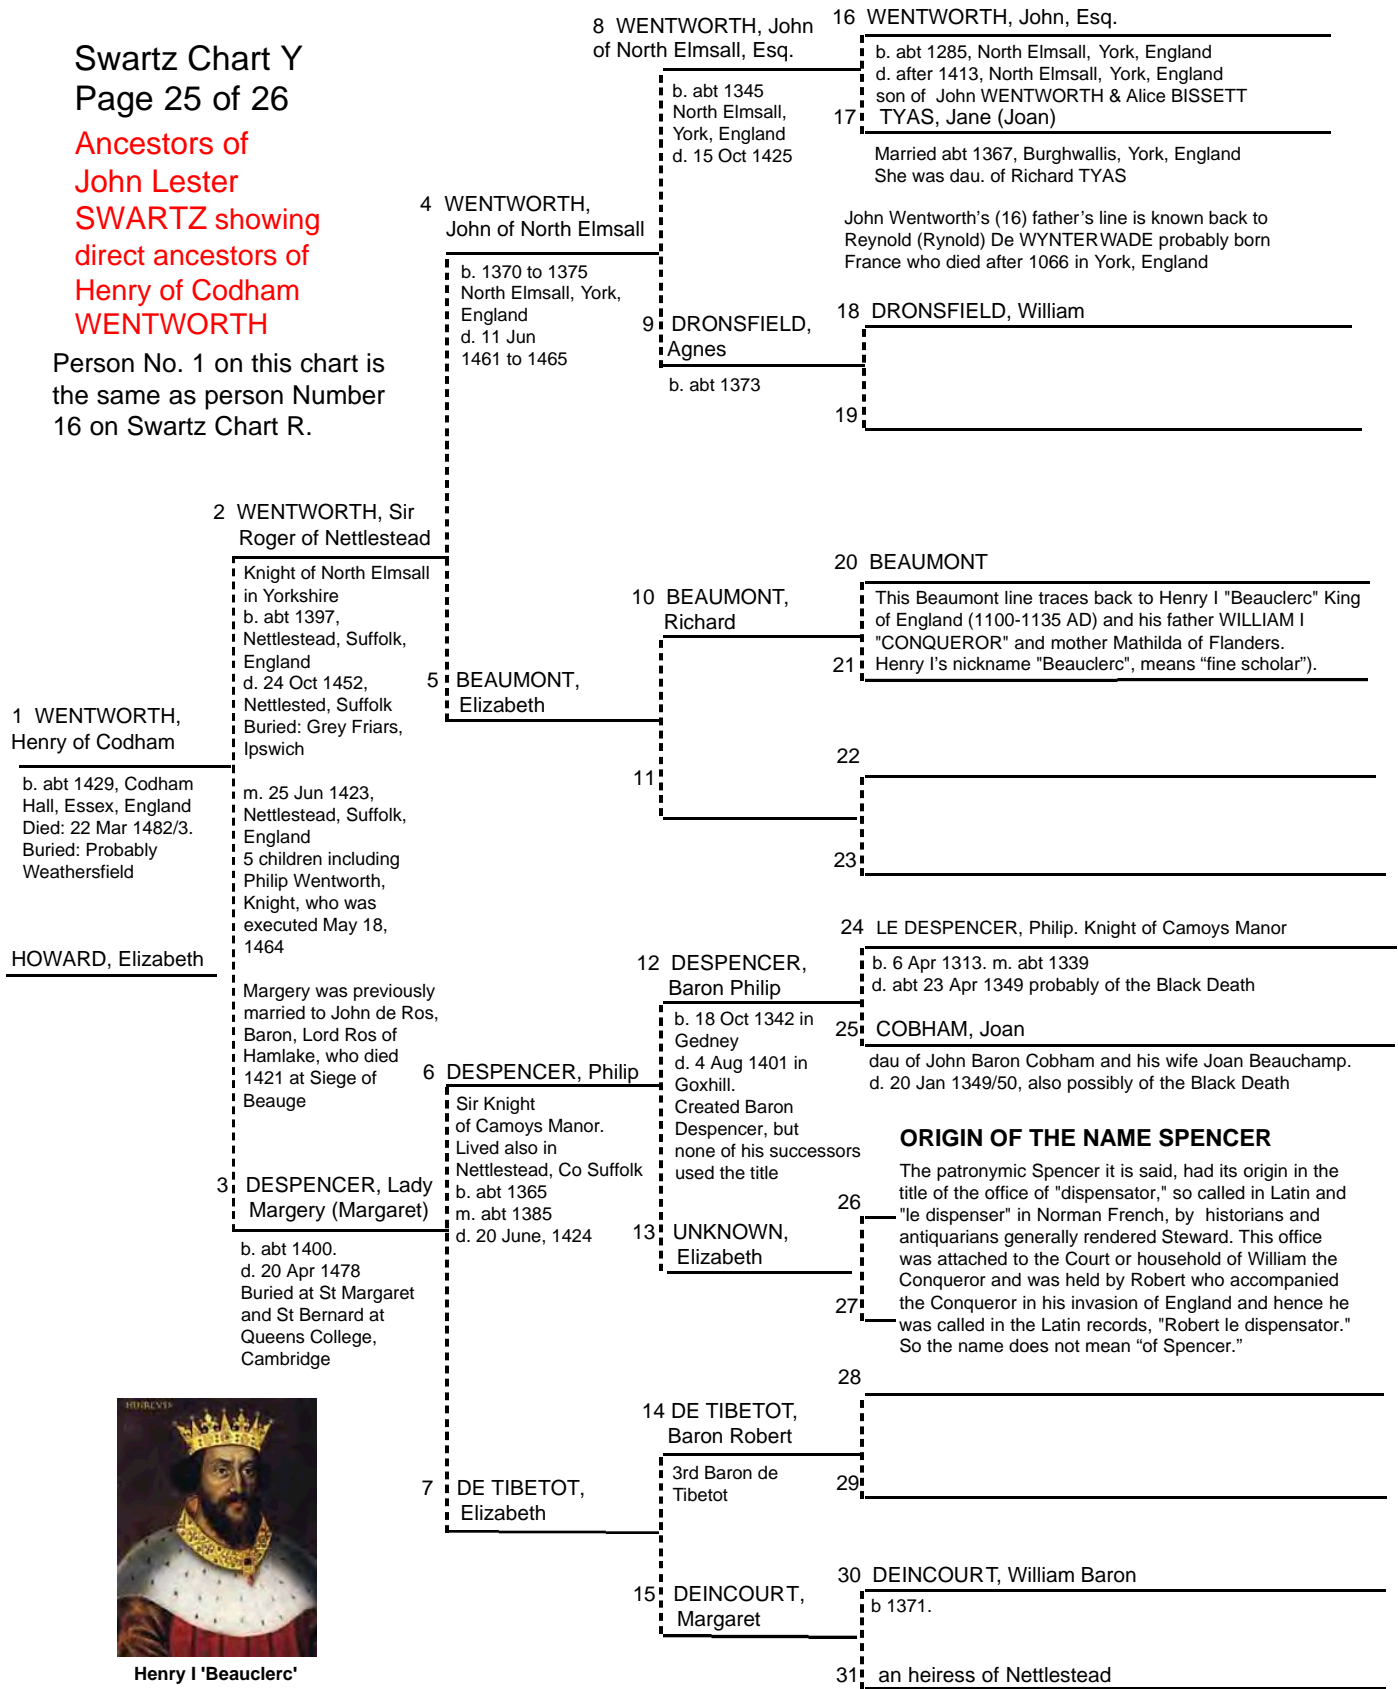 Swartz Chart Y
Page 25 of 26
Ancestors of
John Lester
SWARTZ showing
direct ancestors of
Henry of Codham
WENTWORTH
Person No. 1 on this chart is
the same as person Number
16 on Swartz Chart R.
1 WENTWORTH,
Henry of Codham
b. abt 1429, Codham
Hall, Essex, England
Died: 22 Mar 1482/3.
Buried: Probably
Weathersfield
HOWARD, Elizabeth
2 WENTWORTH, Sir
Roger of Nettlestead
Knight of North Elmsall
in Yorkshire
b. abt 1397,
Nettlestead, Suffolk,
England
d. 24 Oct 1452,
Nettlested, Suffolk
Buried: Grey Friars,
Ipswich
m. 25 Jun 1423,
Nettlestead, Suffolk,
England
5 children including
Philip Wentworth,
Knight, who was
executed May 18,
1464
Margery was previously
married to John de Ros,
Baron, Lord Ros of
Hamlake, who died
1421 at Siege of
Beauge
3 DESPENCER, Lady
Margery (Margaret)
b. abt 1400.
d. 20 Apr 1478
Buried at St Margaret
and St Bernard at
Queens College,
Cambridge
4 WENTWORTH,
John of North Elmsall
b. 1370 to 1375
North Elmsall, York,
England
d. 11 Jun
1461 to 1465
5 BEAUMONT,
Elizabeth
6 DESPENCER, Philip
Sir Knight
of Camoys Manor.
Lived also in
Nettlestead, Co Suffolk
b. abt 1365
m. abt 1385
d. 20 June, 1424
7 DE TIBETOT,
Elizabeth
8 WENTWORTH, John
of North Elmsall, Esq.
b. abt 1345
North Elmsall,
York, England
d. 15 Oct 1425
9 DRONSFIELD,
Agnes
b. abt 1373
10 BEAUMONT,
Richard
11
12 DESPENCER,
Baron Philip
b. 18 Oct 1342 in
Gedney
d. 4 Aug 1401 in
Goxhill.
Created Baron
Despencer, but
none of his successors
used the title
13 UNKNOWN,
Elizabeth
14 DE TIBETOT,
Baron Robert
3rd Baron de
Tibetot
15 DEINCOURT,
Margaret
16 WENTWORTH, John, Esq.
b. abt 1285, North Elmsall, York, England
d. after 1413, North Elmsall, York, England
son of John WENTWORTH & Alice BISSETT
17 TYAS, Jane (Joan)
Married abt 1367, Burghwallis, York, England
She was dau. of Richard TYAS
John Wentworth's (16) father's line is known back to
Reynold (Rynold) De WYNTERWADE probably born
France who died after 1066 in York, England
18 DRONSFIELD, William
19
20 BEAUMONT
This Beaumont line traces back to Henry I "Beauclerc" King
of England (1100-1135 AD) and his father WILLIAM I
"CONQUEROR" and mother Mathilda of Flanders.
Henry I's nickname "Beauclerc", means “fine scholar”).
21
22
23
24 LE DESPENCER, Philip. Knight of Camoys Manor
b. 6 Apr 1313. m. abt 1339
d. abt 23 Apr 1349 probably of the Black Death
25 COBHAM, Joan
dau of John Baron Cobham and his wife Joan Beauchamp.
d. 20 Jan 1349/50, also possibly of the Black Death
ORIGIN OF THE NAME SPENCER
The patronymic Spencer it is said, had its origin in the
title of the office of "dispensator," so called in Latin and
"le dispenser" in Norman French, by historians and
antiquarians generally rendered Steward. This office
was attached to the Court or household of William the
Conqueror and was held by Robert who accompanied
the Conqueror in his invasion of England and hence he
was called in the Latin records, "Robert le dispensator."
So the name does not mean “of Spencer.”
26
27
28
29
30 DEINCOURT, William Baron
b 1371.
31 an heiress of Nettlestead
Henry I 'Beauclerc'